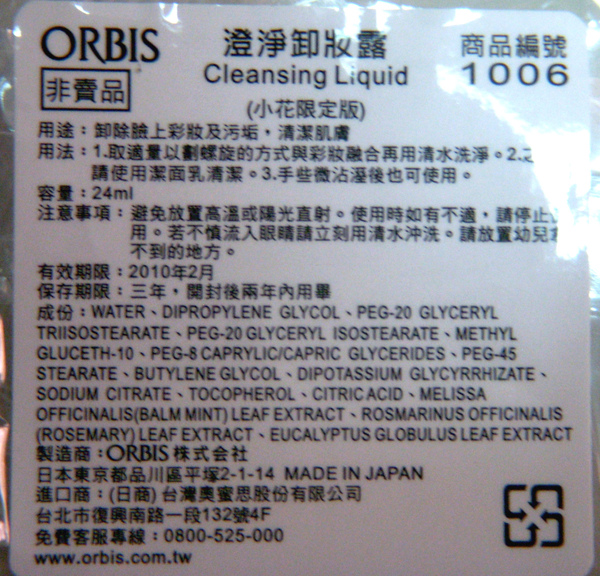 ORBIS 澄淨卸妝露 商品編號
非賣品 Cleansing Liquid 1006
(小花限定版)
用途：卸除臉上彩妝及污垢，清潔肌膚
用法：1.取適量以劃螺旋的方式與彩妝融合再用清水洗淨。2.之
請使用潔面乳清潔。3.手些微沾溼後也可使用。
容量：24ml
注意事項：避免放置高溫或陽光直射。使用時如有不適，請停止
用。若不慎流入眼睛請立刻用清水沖洗。請放置幼兒
不到的地方。
有效期限：2010年2月
保存期限：三年，開封後兩年內用畢
成份：WATER、DIPROPYLENE GLYCOL、PEG-20 GLYCERYL
TRIISOSTEARATE、PEG-20 GLYCERYL ISOSTEARATE、METHYL
GLUCETH-10、PEG-8 CAPRYLIC/CAPRIC GLYCERIDES、PEG-45
STEARATE、BUTYLENE GLYCOL、DIPOTASSIUM GLYCYRRHIZATE、
SODIUM CITRATE、TOCOPHEROL、CITRIC ACID、MELISSA
OFFICINALIS(BALM MINT) LEAF EXTRACT、ROSMARINUS OFFICINALIS
(ROSEMARY) LEAF EXTRACT、EUCALYPTUS GLOBULUS LEAF EXTRACT
製造商：ORBIS 株式会社
日本東京都品川區平塚2-1-14 MADE IN JAPAN
進口商：(日商) 台灣奧蜜思股份有限公司
台北市復興南路一段132號4F
免費客服專線：0800-525-000
www.orbis.com.tw